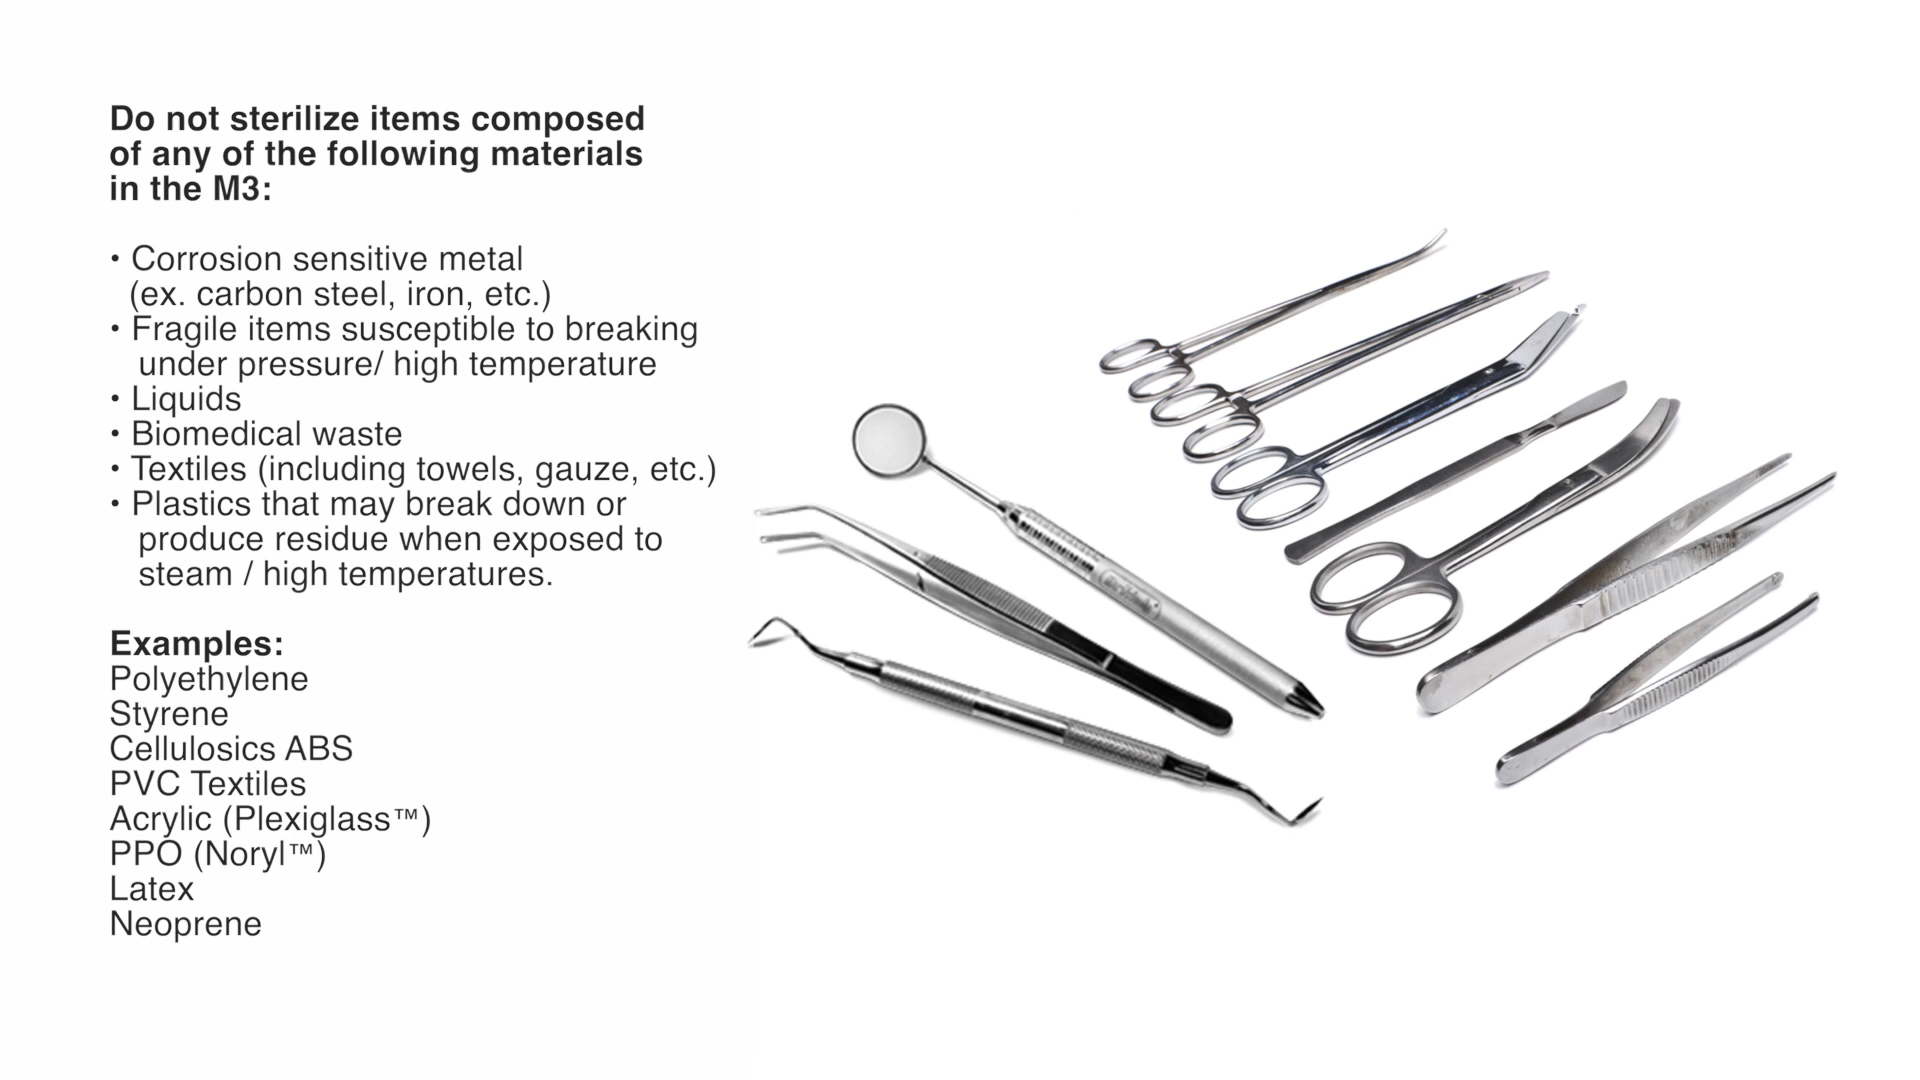 Do not sterilize items composed
of any of the following materials
in the M3:
• Corrosion sensitive metal
(ex. carbon steel, iron, etc.)
• Fragile items susceptible to breaking
under pressure/ high temperature
• Liquids
• Biomedical waste
• Textiles (including towels, gauze, etc.)
• Plastics that may break down or
produce residue when exposed to
steam / high temperatures.
Examples:
Polyethylene
Styrene
Cellulosics ABS
PVC Textiles
Acrylic (Plexiglass™)
PPO (Noryl™)
Latex
Neoprene